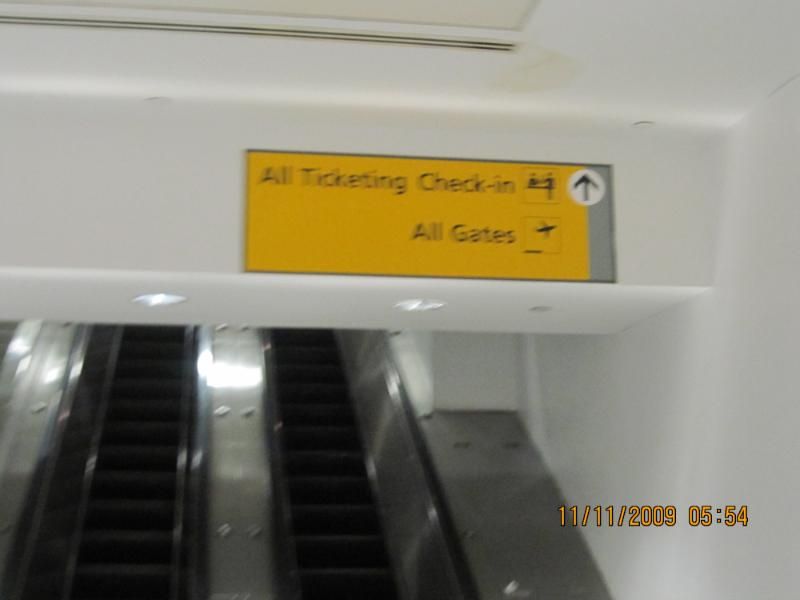 All Ticketing Check-in
All Gates
11/11/2009 05:54